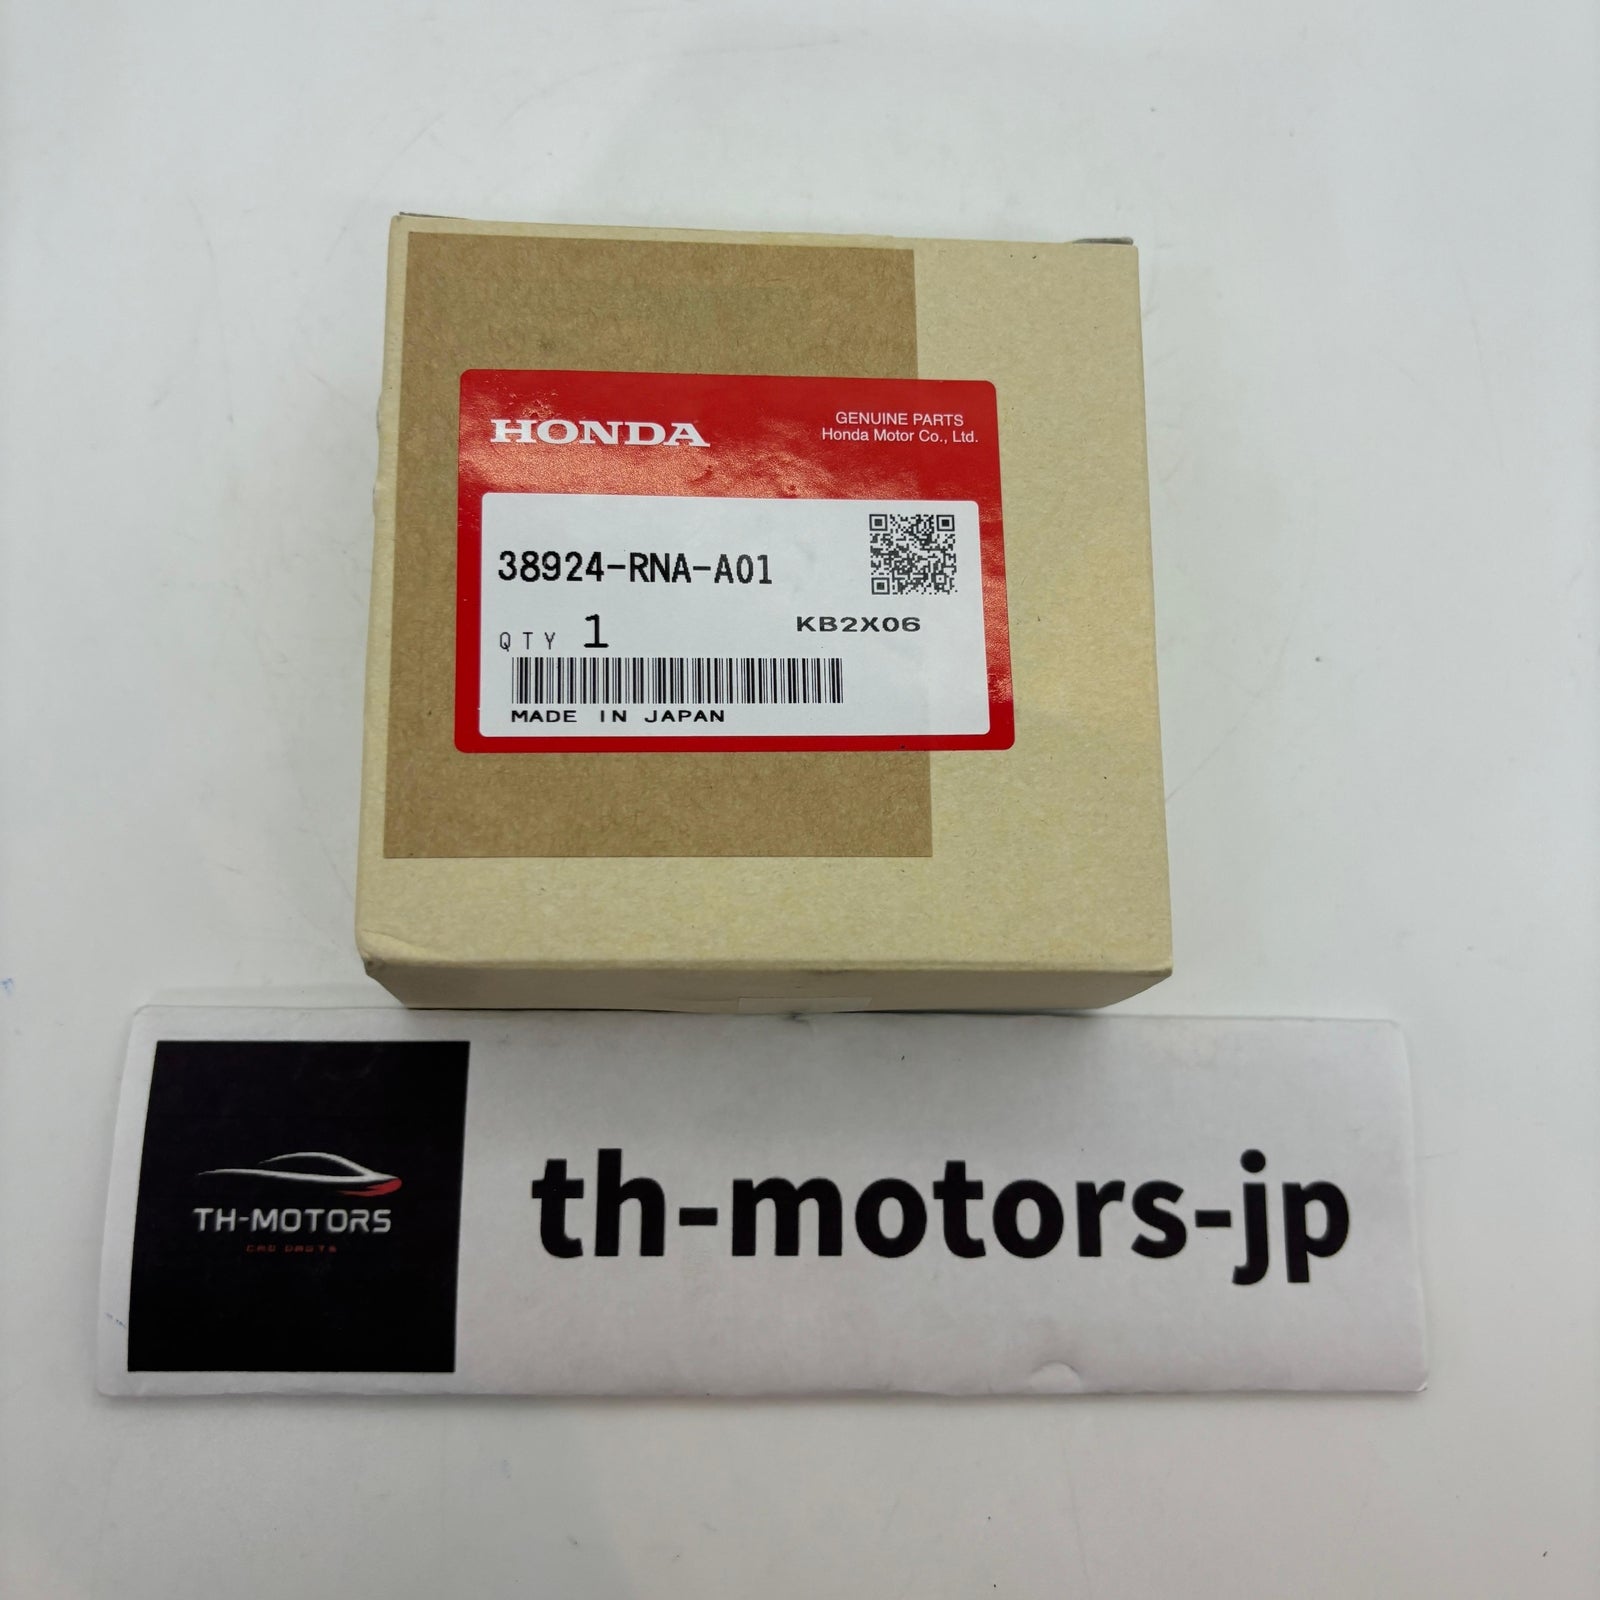 HONDA
GENUINE PARTS
Honda Motor Co., Ltd.
38924-RNA-A01
QTY 1
KB2X06
MADE IN JAPAN
TH-MOTORS
th-motors-jp